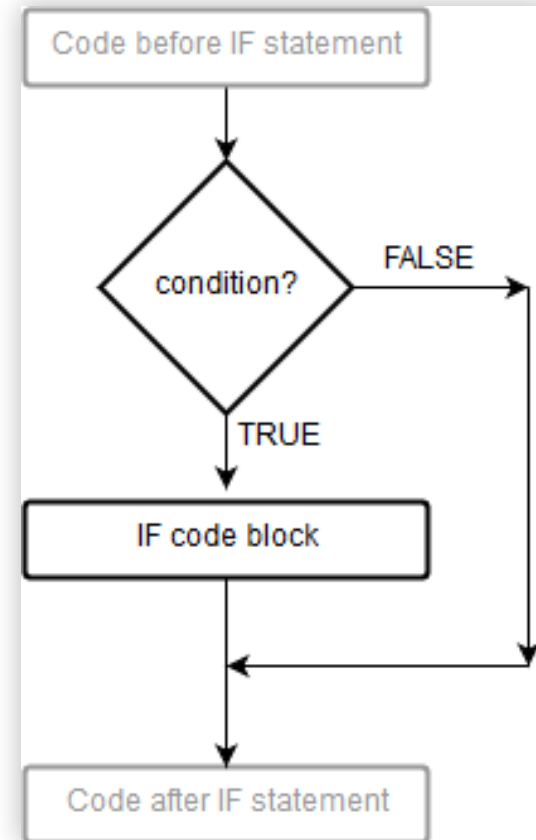 Code before IF statement
condition?
FALSE
TRUE
IF code block
Code after IF statement